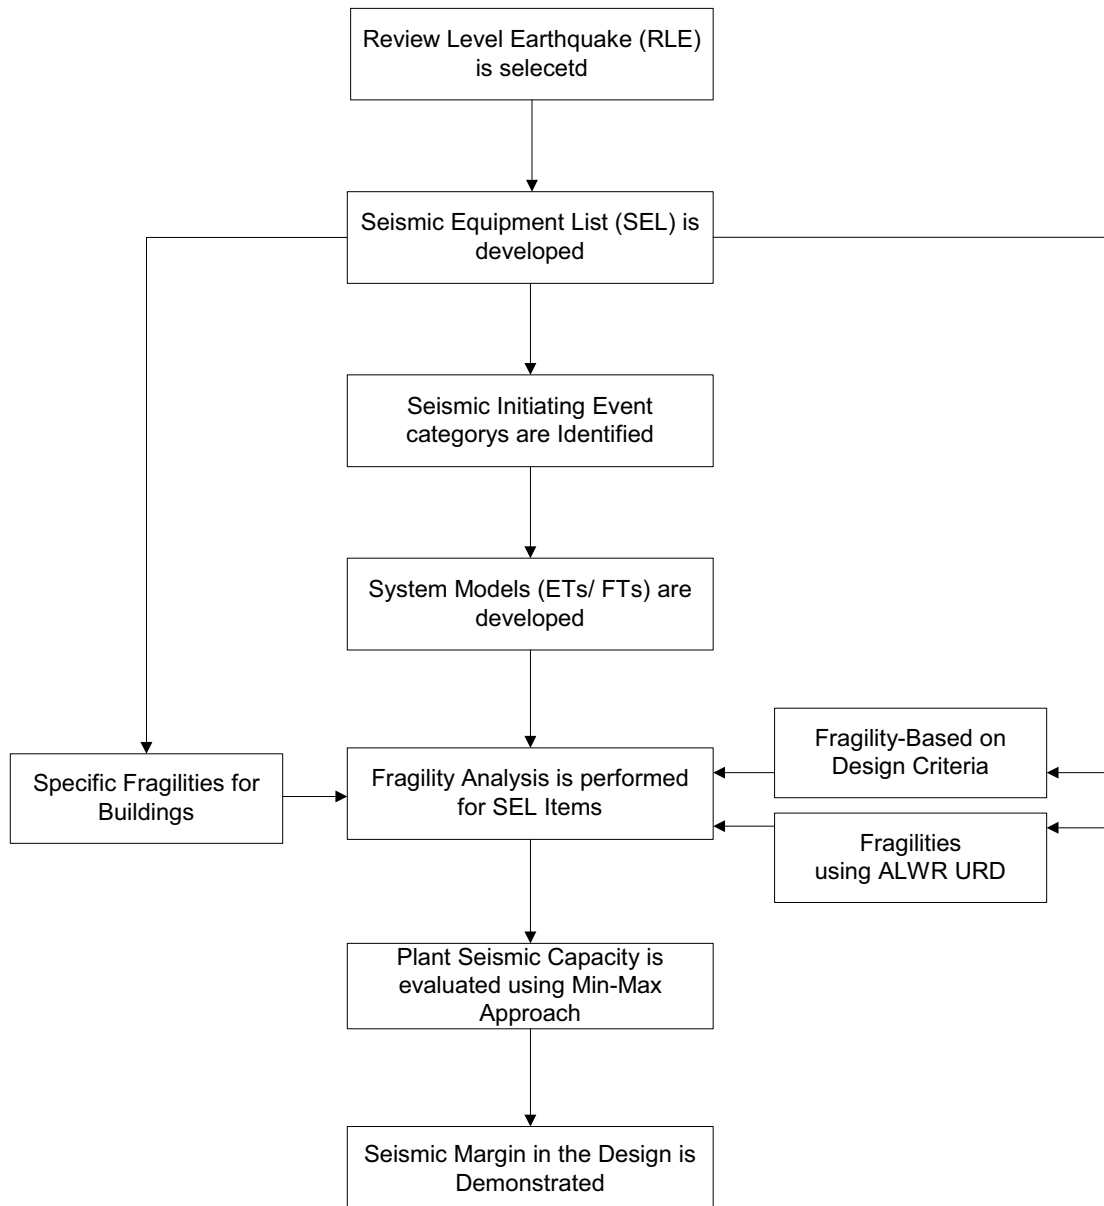 Review Level Earthquake (RLE)
is selecetd
Seismic Equipment List (SEL) is
developed
Seismic Initiating Event
categorys are Identified
System Models (ETs/ FTs) are
developed
Specific Fragilities for
Buildings
Fragility Analysis is performed
for SEL Items
Fragility-Based on
Design Criteria
Fragilities
using ALWR URD
Plant Seismic Capacity is
evaluated using Min-Max
Approach
Seismic Margin in the Design is
Demonstrated